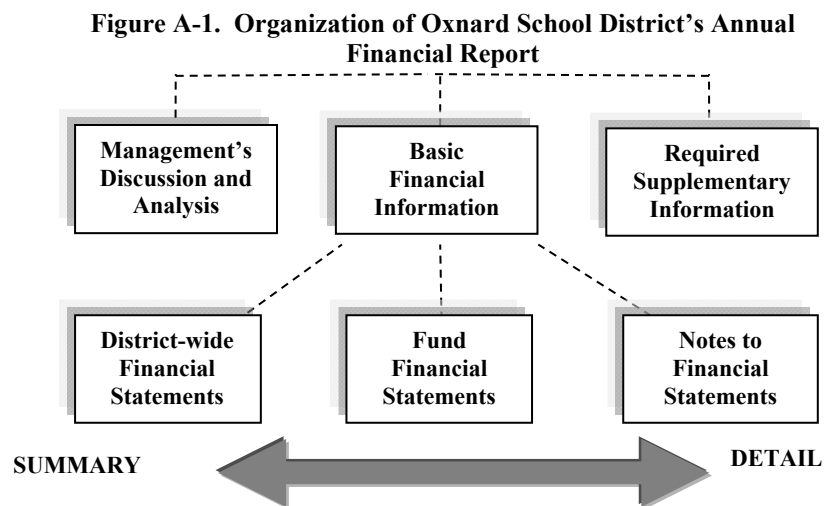 Figure A-1. Organization of Oxnard School District's Annual
Financial Report
Management's
Discussion and
Analysis
Basic
Financial
Information
Required
Supplementary
Information
District-wide
Financial
Statements
Fund
Financial
Statements
Notes to
Financial
Statements
SUMMARY
DETAIL